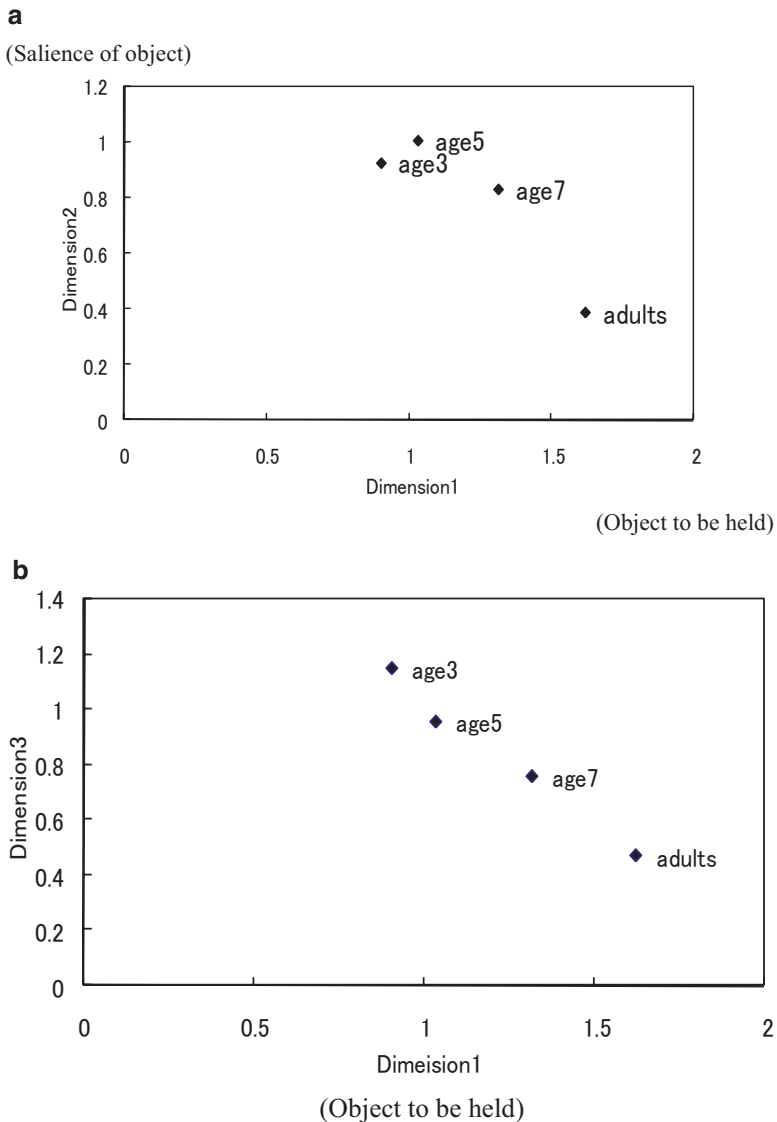 a
(Salience of object)
1.2
1
0.8
0.6
0.4
0.2
0
Dimension2
age5
age3
age7
adults
0 0.5 1 1.5 2
Dimension1
(Object to be held)
b
1.4
1.2
1
0.8
0.6
0.4
0.2
0
Dimension3
age3
age5
age7
adults
0 0.5 1 1.5 2
Dimeision1
(Object to be held)